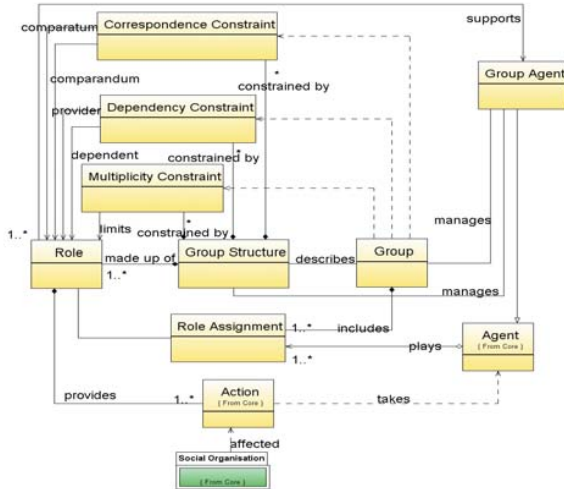 comparatum
Correspondence Constraint
supports
Group Agent
comparandum
*
constrained by
Dependency Constraint
provider
dependent
*
constrained by
Multiplicity Constraint
limits
*
constrained by
manages
1..*
Role
made up of
1..*
Group Structure
describes
Group
manages
Role Assignment
1..*
includes
1..*
plays
Agent
( From Core )
provides
1..*
Action
( From Core )
takes
affected
Social Organisation
( From Core )